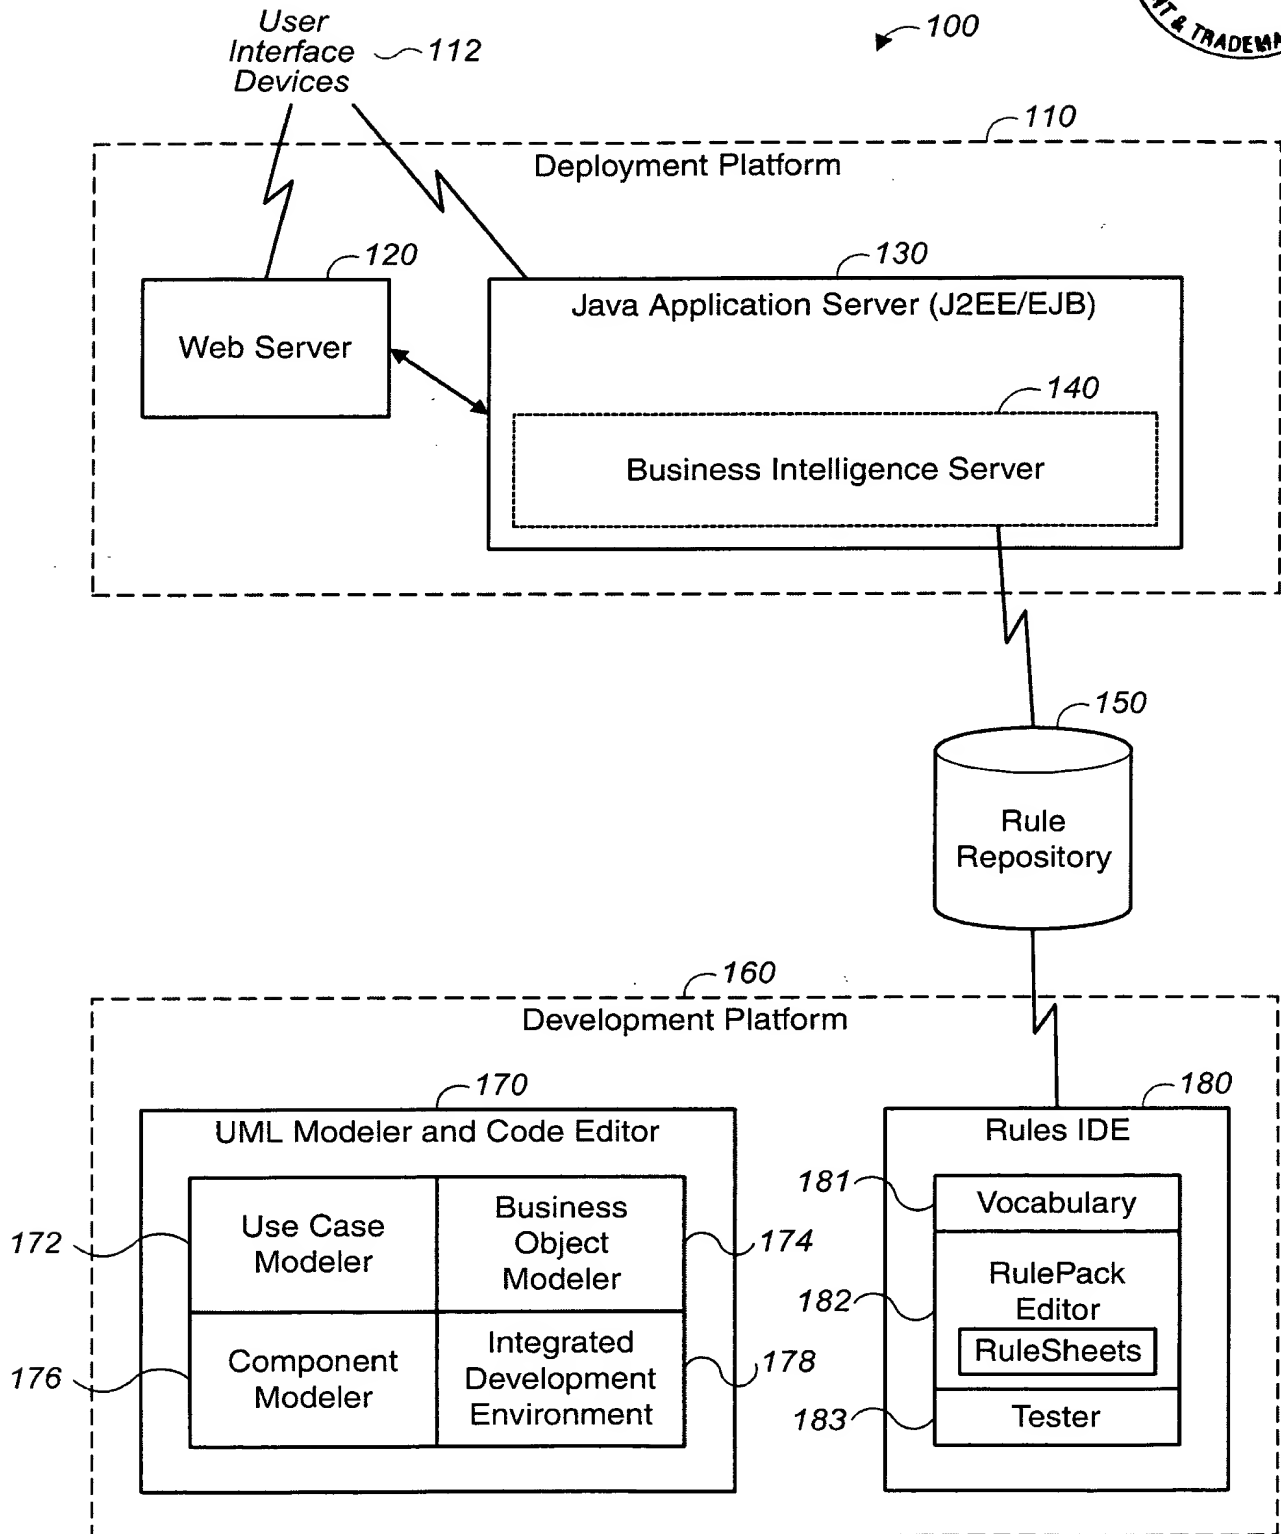 User
Interface
Devices
112
100
T & TRADEMA
110
Deployment Platform
120
130
Web Server
Java Application Server (J2EE/EJB)
140
Business Intelligence Server
150
Rule
Repository
160
Development Platform
170
180
UML Modeler and Code Editor
Rules IDE
172
Use Case
Modeler
Business
Object
Modeler
174
176
Component
Modeler
Integrated
Development
Environment
178
181
Vocabulary
182
RulePack
Editor
RuleSheets
183
Tester